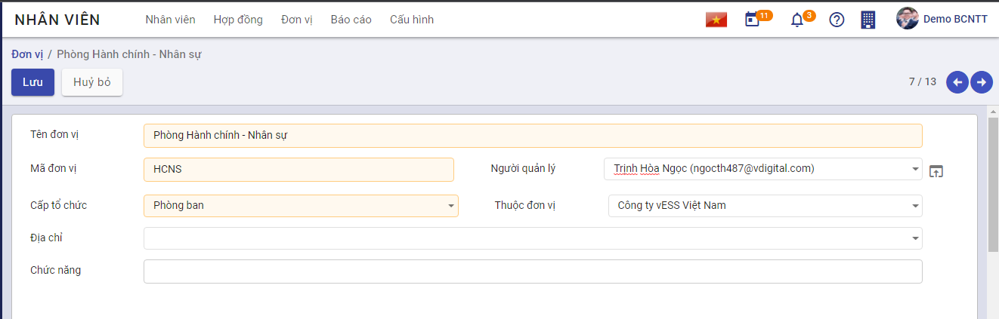 NHÂN VIÊN Nhân viên Hợp đồng Đơn vị Báo cáo Cấu hình 11 3 Demo BCNTT
Đơn vị / Phòng Hành chính - Nhân sự
Lưu Huỷ bỏ 7 / 13
Tên đơn vị Phòng Hành chính - Nhân sự
Mã đơn vị HCNS Người quản lý Trịnh Hòa Ngọc (ngocth487@vdigital.com)
Cấp tổ chức Phòng ban Thuộc đơn vị Công ty vESS Việt Nam
Địa chỉ
Chức năng